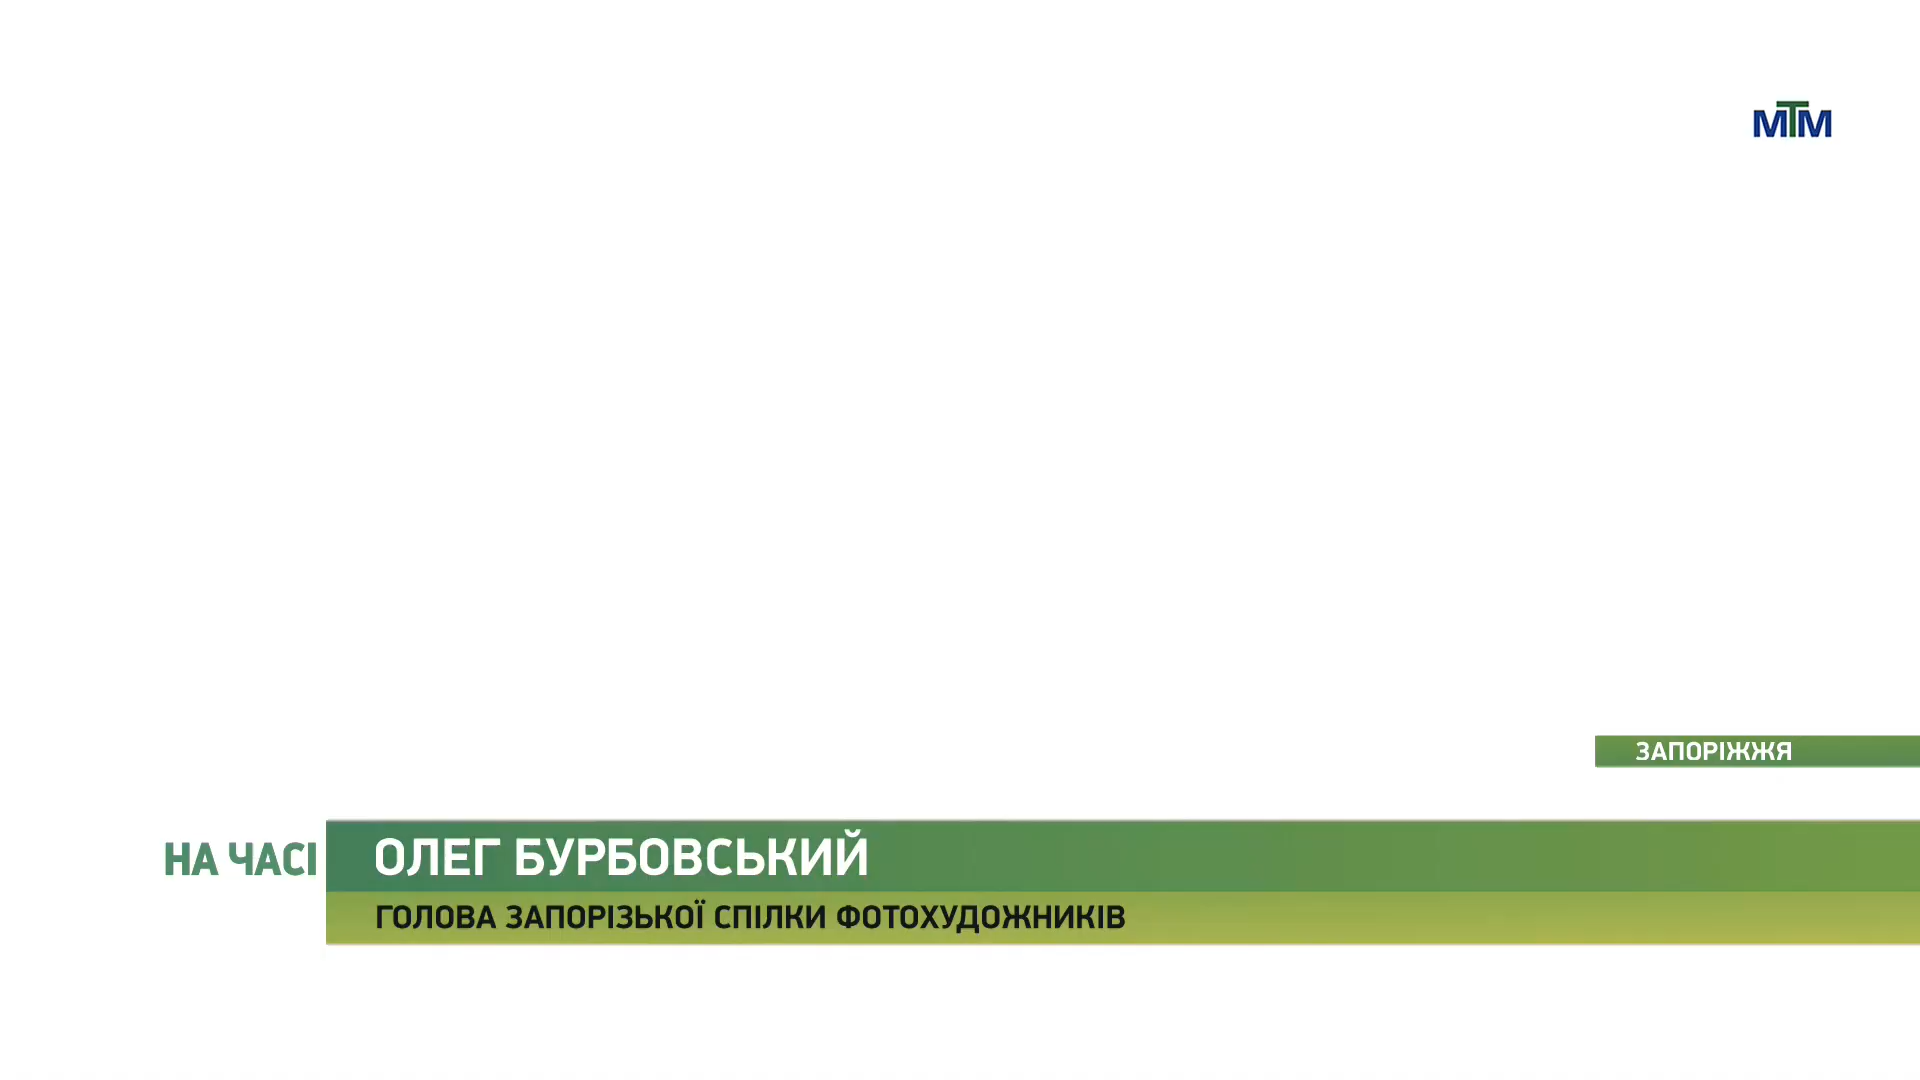 МТМ
ЗАПОРІЖЖЯ
НА ЧАСІ
ОЛЕГ БУРБОВСЬКИЙ
ГОЛОВА ЗАПОРІЗЬКОЇ СПІЛКИ ФОТОХУДОЖНИКІВ